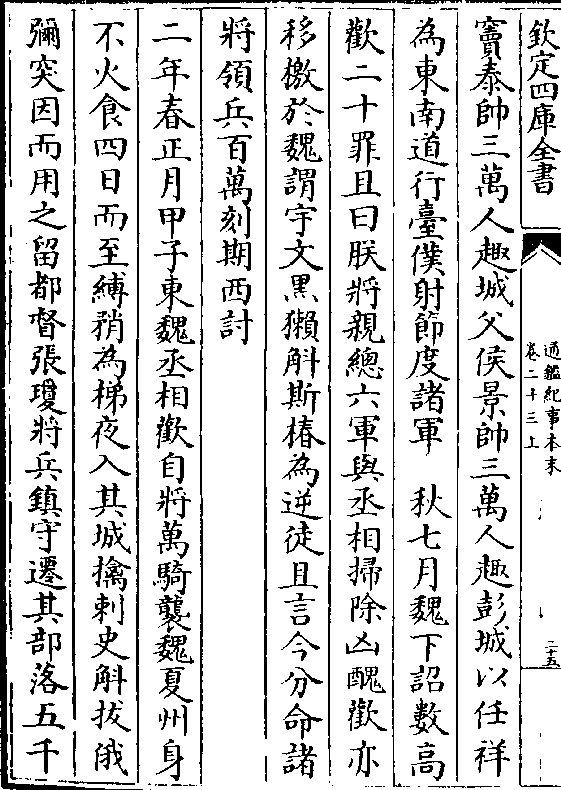 欽定四庫全書
通鑑紀事本末
卷二十三上
二十五
竇泰帥三萬人趣城父侯景帥三萬人趣彭城以任祥
為東南道行臺僕射節度諸軍　秋七月魏下詔數高
歡二十罪且曰朕將親總六軍與丞相掃除凶醜歡亦
移檄於魏謂宇文黑獺斛斯椿為逆徒且言今分命諸
將領兵百萬刻期西討
二年春正月甲子東魏丞相歡自將萬騎襲魏夏州身
不火食四日而至縛矟為梯夜入其城擒刺史斛拔俄
彌突因而用之留都督張瓊將兵鎮守遷其部落五千